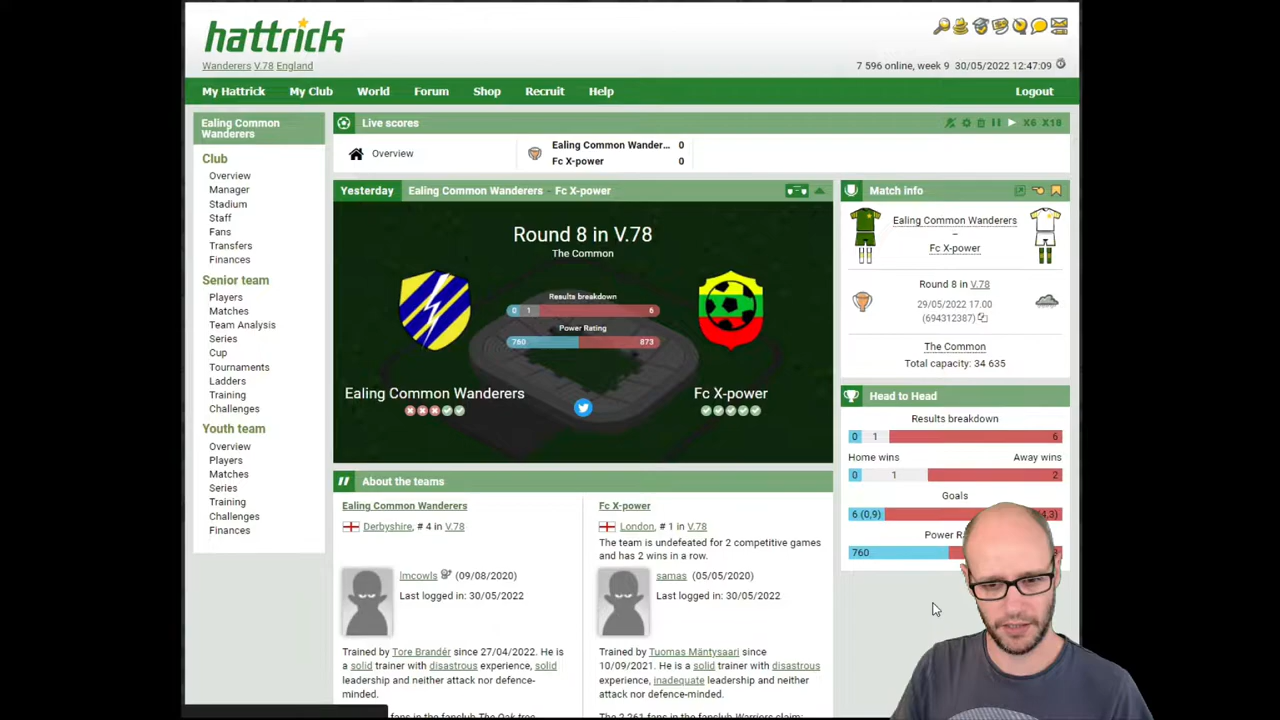 hattrick
Wanderers V.78 England
7 596 online, week 9 30/05/2022 12:47:09
My Hattrick My Club World Forum Shop Recruit Help Logout
Ealing Common
Wanderers
Club
Overview
Manager
Stadium
Staff
Fans
Transfers
Finances
Senior team
Players
Matches
Team Analysis
Series
Cup
Tournaments
Ladders
Training
Challenges
Youth team
Overview
Players
Matches
Series
Training
Challenges
Finances
Live scores X6 X18
Overview
Ealing Common Wander... 0
Fc X-power 0
Yesterday Ealing Common Wanderers - Fc X-power
Round 8 in V.78
The Common
Results breakdown
0 1 6
Power Rating
760 873
Ealing Common Wanderers Fc X-power
About the teams
Ealing Common Wanderers
Derbyshire, # 4 in V.78
lmcowls (09/08/2020)
Last logged in: 30/05/2022
Trained by Tore Brandér since 27/04/2022. He is
a solid trainer with disastrous experience, solid
leadership and neither attack nor defence-
minded.
Fc X-power
London, # 1 in V.78
The team is undefeated for 2 competitive games
and has 2 wins in a row.
samas (05/05/2020)
Last logged in: 30/05/2022
Trained by Tuomas Mäntysaari since
10/09/2021. He is a solid trainer with disastrous
experience, inadequate leadership and neither
attack nor defence-minded.
Match info
Ealing Common Wanderers
–
Fc X-power
Round 8 in V.78
29/05/2022 17.00
(694312387)
The Common
Total capacity: 34 635
Head to Head
Results breakdown
0 1 6
Home wins Away wins
0 1 2
Goals
6 (0,9) 4,3)
Power
760